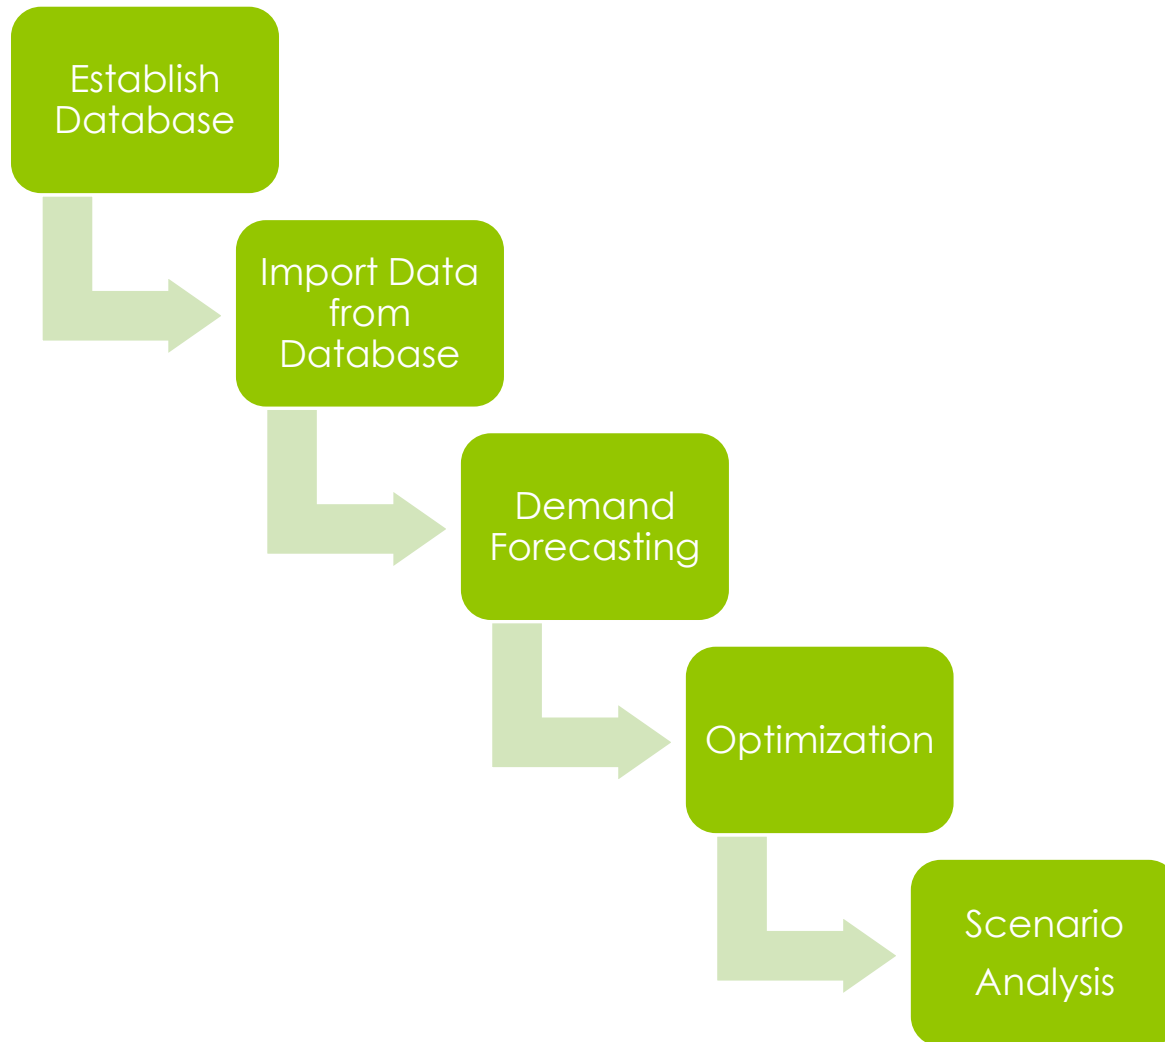 Establish
Database
Import Data
from
Database
Demand
Forecasting
Optimization
Scenario
Analysis